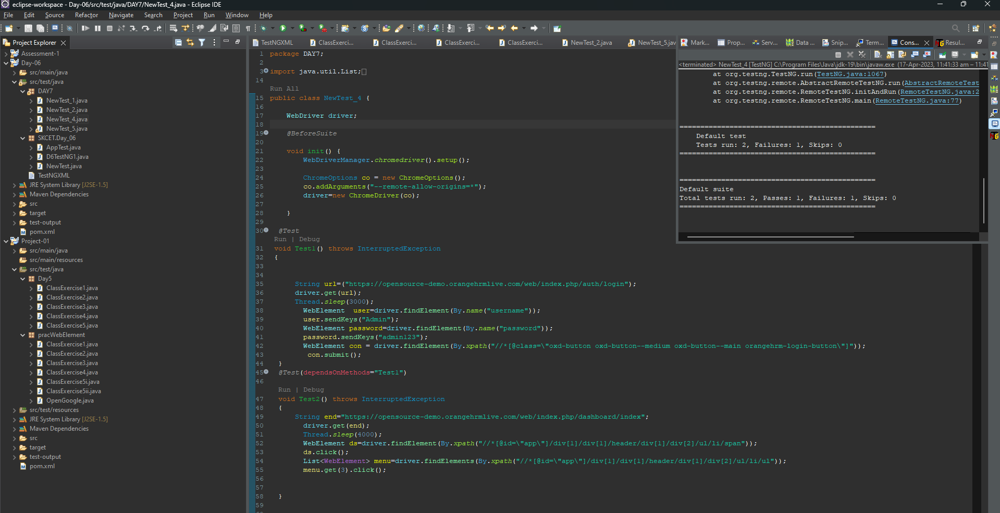 eclipse-workspace - Day-06/src/test/java/DAY7/NewTest_4.java - Eclipse IDE
File Edit Source Refactor Navigate Search Project Run Window Help
Project Explorer
Assessment-1
Day-06
src/main/java
src/test/java
DAY7
NewTest_1.java
NewTest_2.java
NewTest_4.java
NewTest_5.java
SKCET.Day_06
AppTest.java
D6TestNG1.java
NewTest.java
TestNGXML
JRE System Library [J2SE-1.5]
Maven Dependencies
src
target
test-output
pom.xml
Project-01
src/main/java
src/main/resources
src/test/java
Day5
ClassExercise1.java
ClassExercise2.java
ClassExercise3.java
ClassExercise4.java
ClassExercise5.java
pracWebElement
ClassExercise1.java
ClassExercise2.java
ClassExercise3.java
ClassExercise4.java
ClassExercise5i.java
ClassExercise5ii.java
OpenGoogle.java
src/test/resources
JRE System Library [J2SE-1.5]
Maven Dependencies
src
target
test-output
pom.xml
TestNGXML ClassExerci... ClassExerci... ClassExerci... ClassExerci... NewTest_2.java NewTest_5.jav
1 package DAY7;
2
3 import java.util.List;
14
Run All
15 public class NewTest_4 {
16
17 WebDriver driver;
18
19 @BeforeSuite
20
21 void init() {
22 WebDriverManager.chromedriver().setup();
23
24 ChromeOptions co = new ChromeOptions();
25 co.addArguments("--remote-allow-origins=*");
26 driver=new ChromeDriver(co);
27
28 }
29
30 @Test
Run | Debug
31 void Test1() throws InterruptedException
32 {
33
34
35 String url=("https://opensource-demo.orangehrmlive.com/web/index.php/auth/login");
36 driver.get(url);
37 Thread.sleep(3000);
38 WebElement user=driver.findElement(By.name("username"));
39 user.sendKeys("Admin");
40 WebElement password=driver.findElement(By.name("password"));
41 password.sendKeys("admin123");
42 WebElement con = driver.findElement(By.xpath("//*[@class=\"oxd-button oxd-button--medium oxd-button--main orangehrm-login-button\"]"));
43 con.submit();
44 }
45 @Test(dependsOnMethods="Test1")
46
Run | Debug
47 void Test2() throws InterruptedException
48 {
49 String end="https://opensource-demo.orangehrmlive.com/web/index.php/dashboard/index";
50 driver.get(end);
51 Thread.sleep(4000);
52 WebElement ds=driver.findElement(By.xpath("//*[@id=\"app\"]/div[1]/div[1]/header/div[1]/div[2]/ul/li/span"));
53 ds.click();
54 List<WebElement> menu=driver.findElements(By.xpath("//*[@id=\"app\"]/div[1]/div[1]/header/div[1]/div[2]/ul/li/ul"));
55 menu.get(3).click();
56
57
58 }
59
Mark... Prop... Serv... Data ... Snip... Term... Cons... Resul...
<terminated> NewTest_4 [TestNG] C:\Program Files\Java\jdk-19\bin\javaw.exe (17-Apr-2023, 11:41:33 am – 11:41
at org.testng.TestNG.run(TestNG.java:1067)
at org.testng.remote.AbstractRemoteTestNG.run(AbstractRemoteTest
at org.testng.remote.RemoteTestNG.initAndRun(RemoteTestNG.java:2
at org.testng.remote.RemoteTestNG.main(RemoteTestNG.java:77)
===============================================
Default test
Tests run: 2, Failures: 1, Skips: 0
===============================================
===============================================
Default suite
Total tests run: 2, Passes: 1, Failures: 1, Skips: 0
===============================================